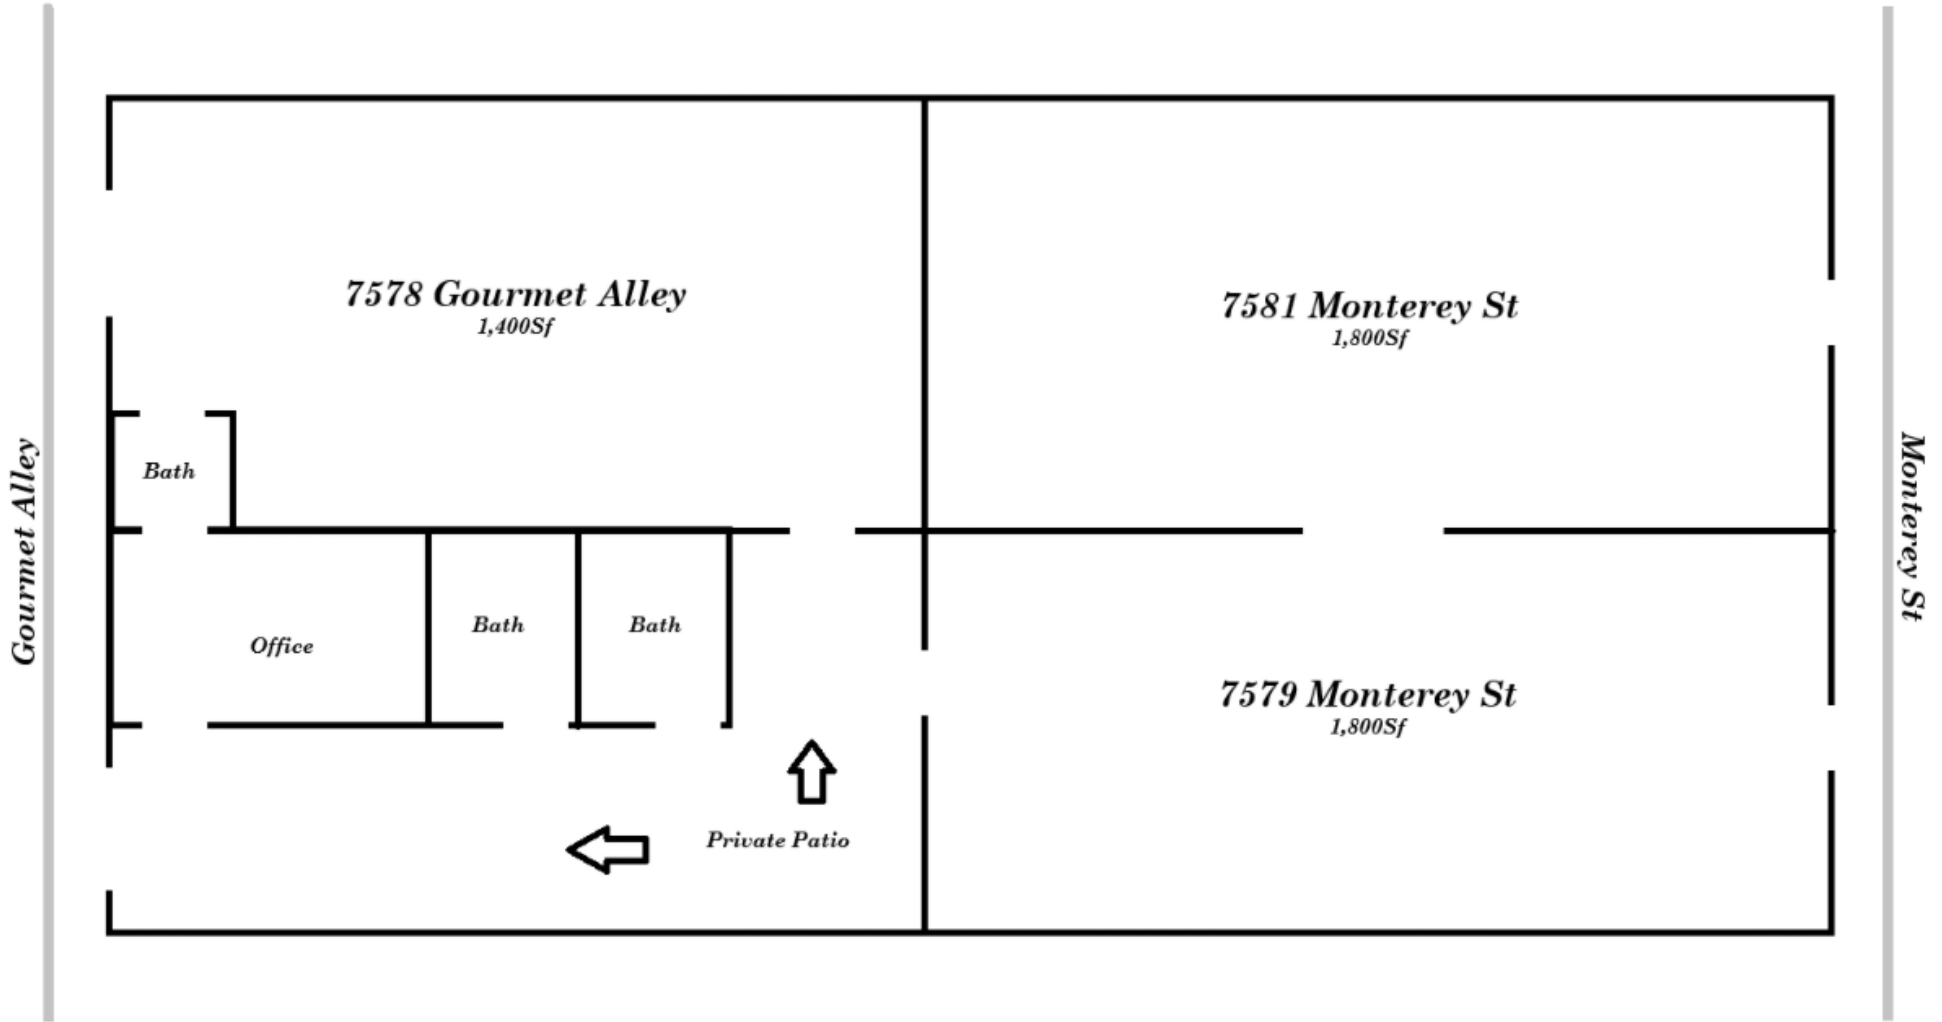 7578 Gourmet Alley
1,400Sf
7581 Monterey St
1,800Sf
Gourmet Alley
Bath
Monterey St
Office
Bath
Bath
7579 Monterey St
1,800Sf
Private Patio